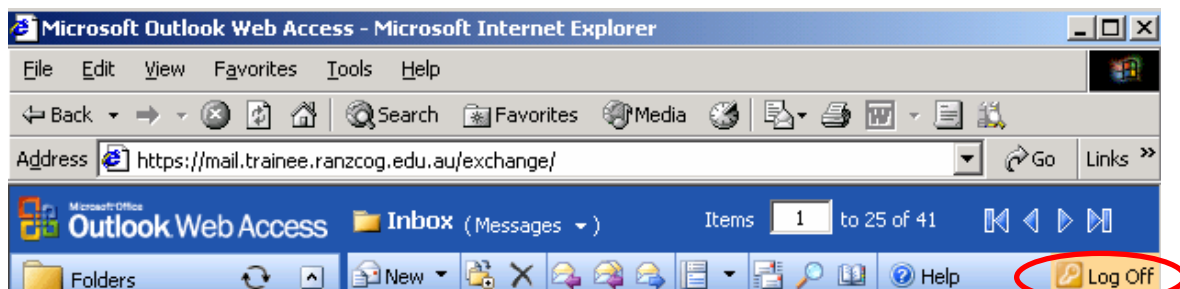 Microsoft Outlook Web Access - Microsoft Internet Explorer
File Edit View Favorites Tools Help
Back Search Favorites Media W
Address https://mail.trainee.ranzcog.edu.au/exchange/ Go Links »
Microsoft Office
Outlook Web Access Inbox (Messages) Items 1 to 25 of 41
Folders New Help Log Off